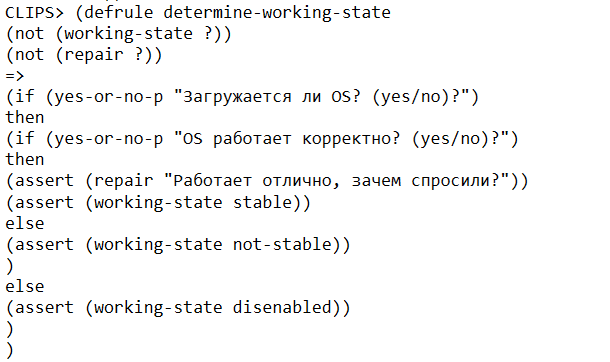 CLIPS> (defrule determine-working-state
(not (working-state ?))
(not (repair ?))
=>
(if (yes-or-no-p "Загружается ли OS? (yes/no)?")
then
(if (yes-or-no-p "OS работает корректно? (yes/no)?")
then
(assert (repair "Работает отлично, зачем спросили?"))
(assert (working-state stable))
else
(assert (working-state not-stable))
)
else
(assert (working-state disenabled))
)
)